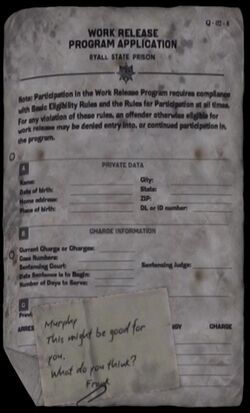 WORK RELEASE
PROGRAM APPLICATION
RYALL STATE PRISON
Note: Participation in the Work Release Program requires compliance
with Basic Eligibility Rules and the Rules for Participation at all times.
For any violation of these rules, an offender otherwise eligible for
work release may be denied entry into, or continued participation in,
the program.
A PRIVATE DATA
Name: City:
Date of birth: State:
Home address: ZIP:
Place of birth: DL or ID number:
CHARGE INFORMATION
Current Charge or Charges:
Case Numbers:
Sentencing Court: Sentencing Judge:
Date Sentence is to Begin:
Number of Days to Serve:
Previ
ARRES CHARGE
Murphy
This might be good for
you.
What do you think?
Frank